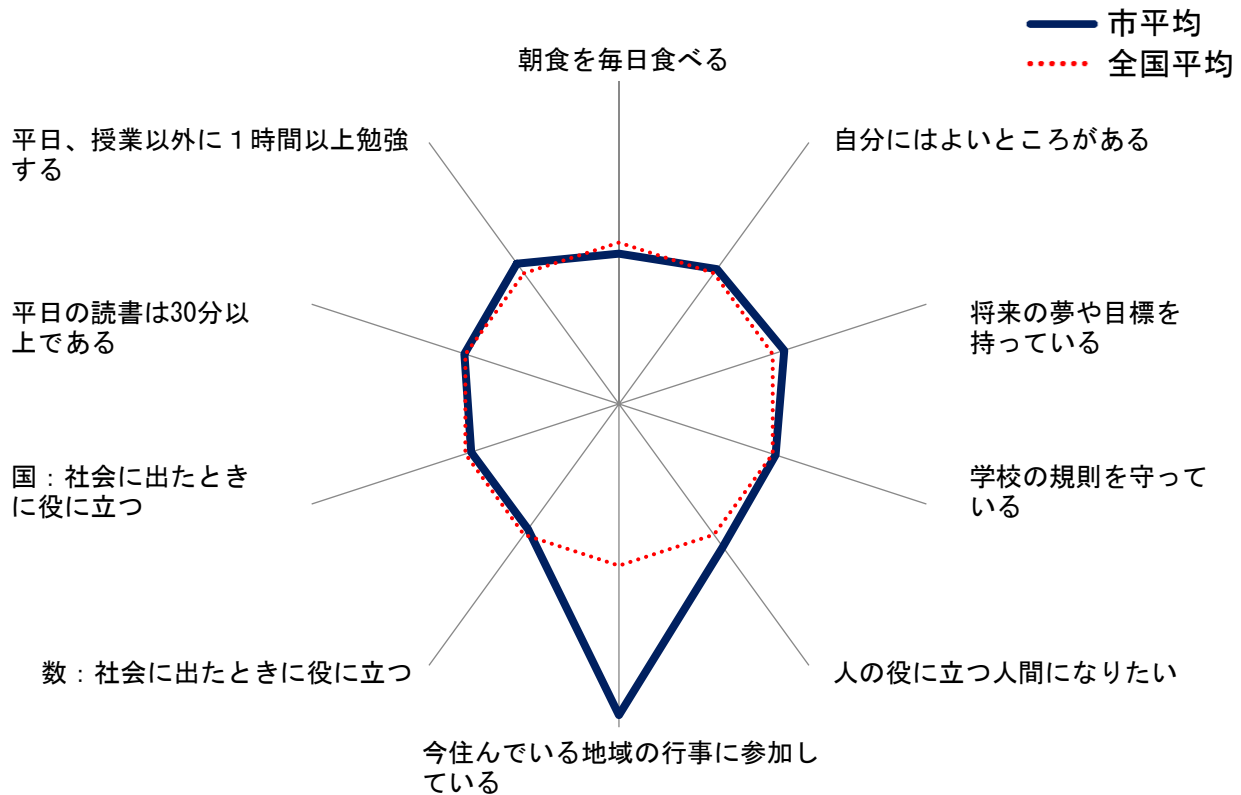 市平均
全国平均
朝食を毎日食べる
自分にはよいところがある
将来の夢や目標を
持っている
学校の規則を守って
いる
人の役に立つ人間になりたい
今住んでいる地域の行事に参加し
ている
数：社会に出たときに役に立つ
国：社会に出たとき
に役に立つ
平日の読書は30分以
上である
平日、授業以外に１時間以上勉強
する